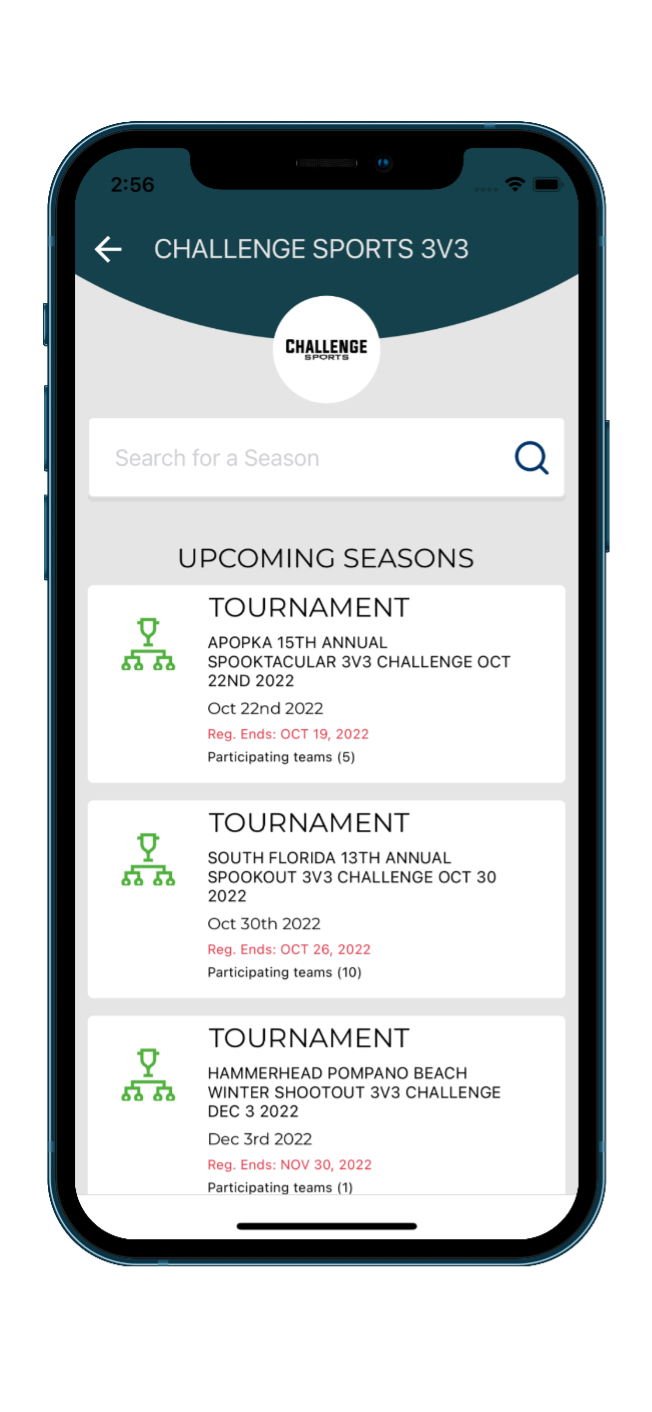 2:56
CHALLENGE SPORTS 3V3
CHALLENGE
SPORTS
Search for a Season
UPCOMING SEASONS
TOURNAMENT
APOPKA 15TH ANNUAL
SPOOKTACULAR 3V3 CHALLENGE OCT
22ND 2022
Oct 22nd 2022
Reg. Ends: OCT 19, 2022
Participating teams (5)
TOURNAMENT
SOUTH FLORIDA 13TH ANNUAL
SPOOKOUT 3V3 CHALLENGE OCT 30
2022
Oct 30th 2022
Reg. Ends: OCT 26, 2022
Participating teams (10)
TOURNAMENT
HAMMERHEAD POMPANO BEACH
WINTER SHOOTOUT 3V3 CHALLENGE
DEC 3 2022
Dec 3rd 2022
Reg. Ends: NOV 30, 2022
Participating teams (1)